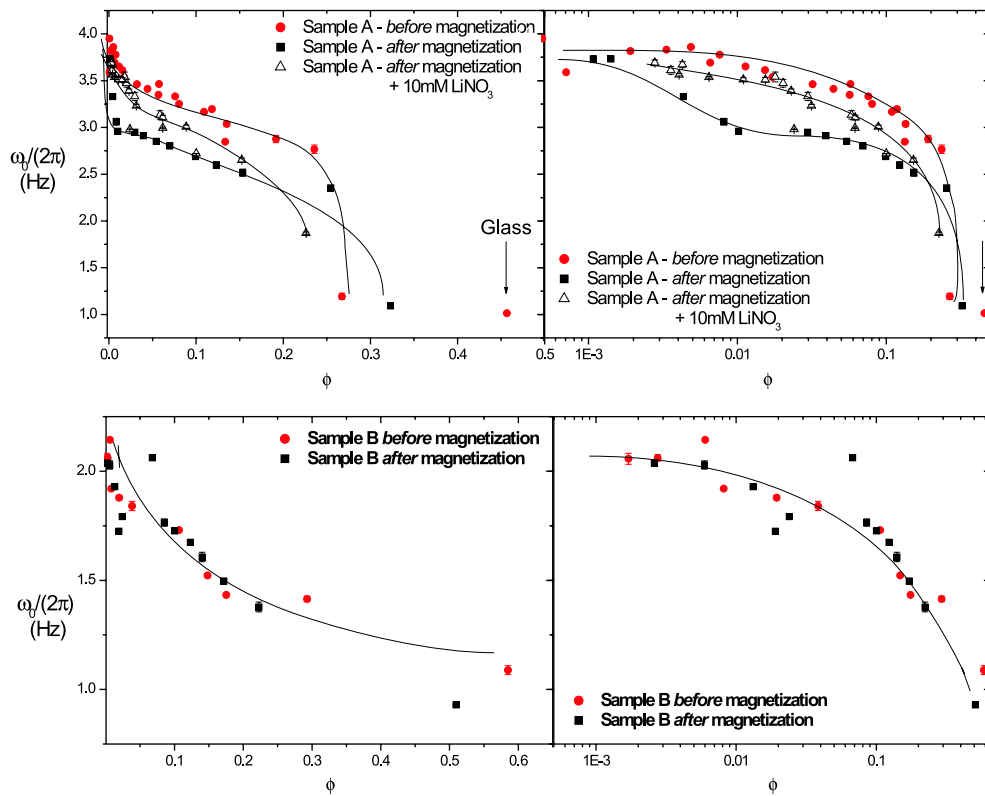 Sample A - before magnetization
Sample A - after magnetization
Sample A - after magnetization
+ 10mM LiNO3
4.0
3.5
3.0
2.5
2.0
1.5
1.0
ω0/(2π)
(Hz)
Glass
0.0
0.1
0.2
0.3
0.4
0.5
ϕ
Sample A - before magnetization
Sample A - after magnetization
Sample A - after magnetization
+ 10mM LiNO3
1E-3
0.01
0.1
ϕ
Sample B before magnetization
Sample B after magnetization
2.0
1.5
1.0
ω0/(2π)
(Hz)
0.0
0.1
0.2
0.3
0.4
0.5
0.6
ϕ
Sample B before magnetization
Sample B after magnetization
1E-3
0.01
0.1
ϕ